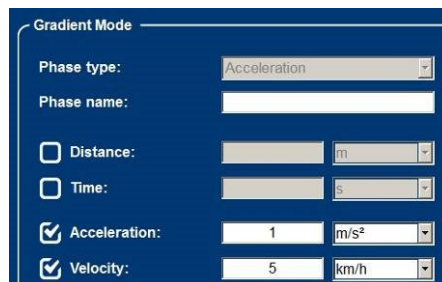 Gradient Mode
Phase type: Acceleration
Phase name:
Distance: m
Time: s
Acceleration: 1 m/s²
Velocity: 5 km/h